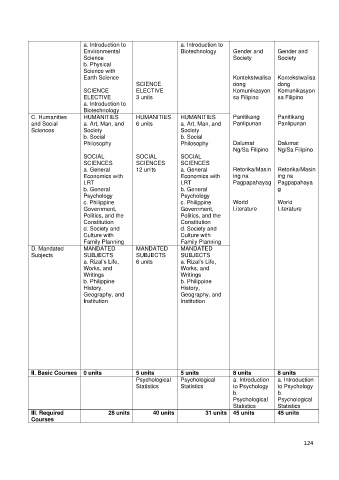 a. Introduction to
Environmental
Science
b. Physical
Science with
Earth Science
SCIENCE
ELECTIVE
a. Introduction to
Biotechnology
SCIENCE
ELECTIVE
3 units
a. Introduction to
Biotechnology
Gender and
Society
Kontekstwalisa
dong
Komunikasyon
sa Filipino
Gender and
Society
Kontekstwalisa
dong
Komunikasyon
sa Filipino
C. Humanities
and Social
Sciences
HUMANITIES
a. Art, Man, and
Society
b. Social
Philosophy
SOCIAL
SCIENCES
a. General
Economics with
LRT
b. General
Psychology
c. Philippine
Government,
Politics, and the
Constitution
d. Society and
Culture with
Family Planning
HUMANITIES
6 units
SOCIAL
SCIENCES
12 units
HUMANITIES
a. Art, Man, and
Society
b. Social
Philosophy
SOCIAL
SCIENCES
a. General
Economics with
LRT
b. General
Psychology
c. Philippine
Government,
Politics, and the
Constitution
d. Society and
Culture with
Family Planning
Panitikang
Panlipunan
Dalumat
Ng/Sa Filipino
Retorika/Masin
ing na
Pagpapahayag
World
Literature
Panitikang
Panlipunan
Dalumat
Ng/Sa Filipino
Retorika/Masin
ing na
Pagpapahaya
g
World
Literature
D. Mandated
Subjects
MANDATED
SUBJECTS
a. Rizal's Life,
Works, and
Writings
b. Philippine
History,
Geography, and
Institution
MANDATED
SUBJECTS
6 units
MANDATED
SUBJECTS
a. Rizal's Life,
Works, and
Writings
b. Philippine
History,
Geography, and
Institution
II. Basic Courses 0 units 5 units 5 units 8 units 8 units
Psychological
Statistics
Psychological
Statistics
a. Introduction
to Psychology
b.
Psychological
Statistics
a. Introduction
to Psychology
b.
Psychological
Statistics
III. Required
Courses
28 units 40 units 31 units 45 units 45 units
124